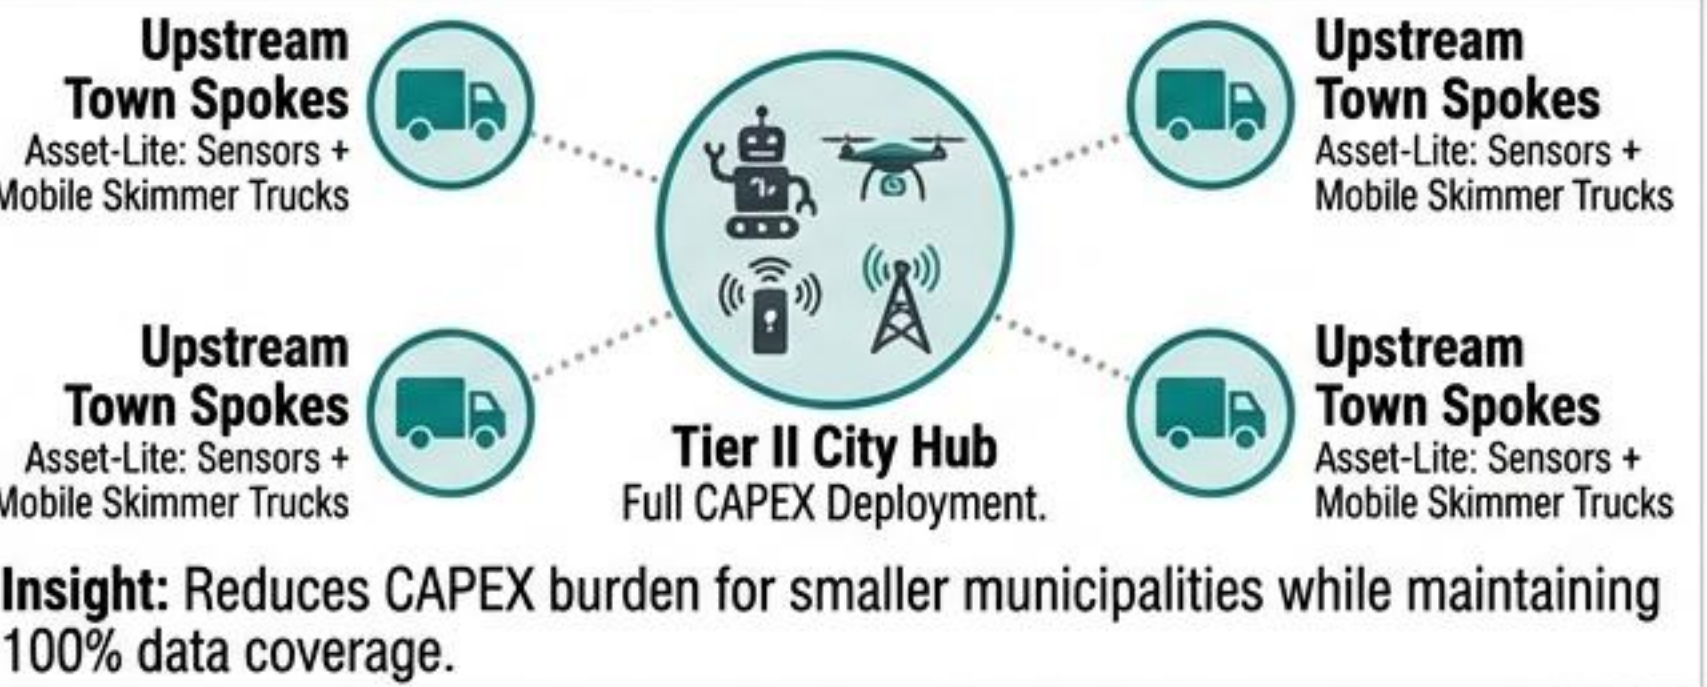 Upstream
Town Spokes
Asset-Lite: Sensors +
Mobile Skimmer Trucks
Upstream
Town Spokes
Asset-Lite: Sensors +
Mobile Skimmer Trucks
Upstream
Town Spokes
Asset-Lite: Sensors +
Mobile Skimmer Trucks
Tier II City Hub
Full CAPEX Deployment.
Upstream
Town Spokes
Asset-Lite: Sensors +
Mobile Skimmer Trucks
Insight: Reduces CAPEX burden for smaller municipalities while maintaining
100% data coverage.